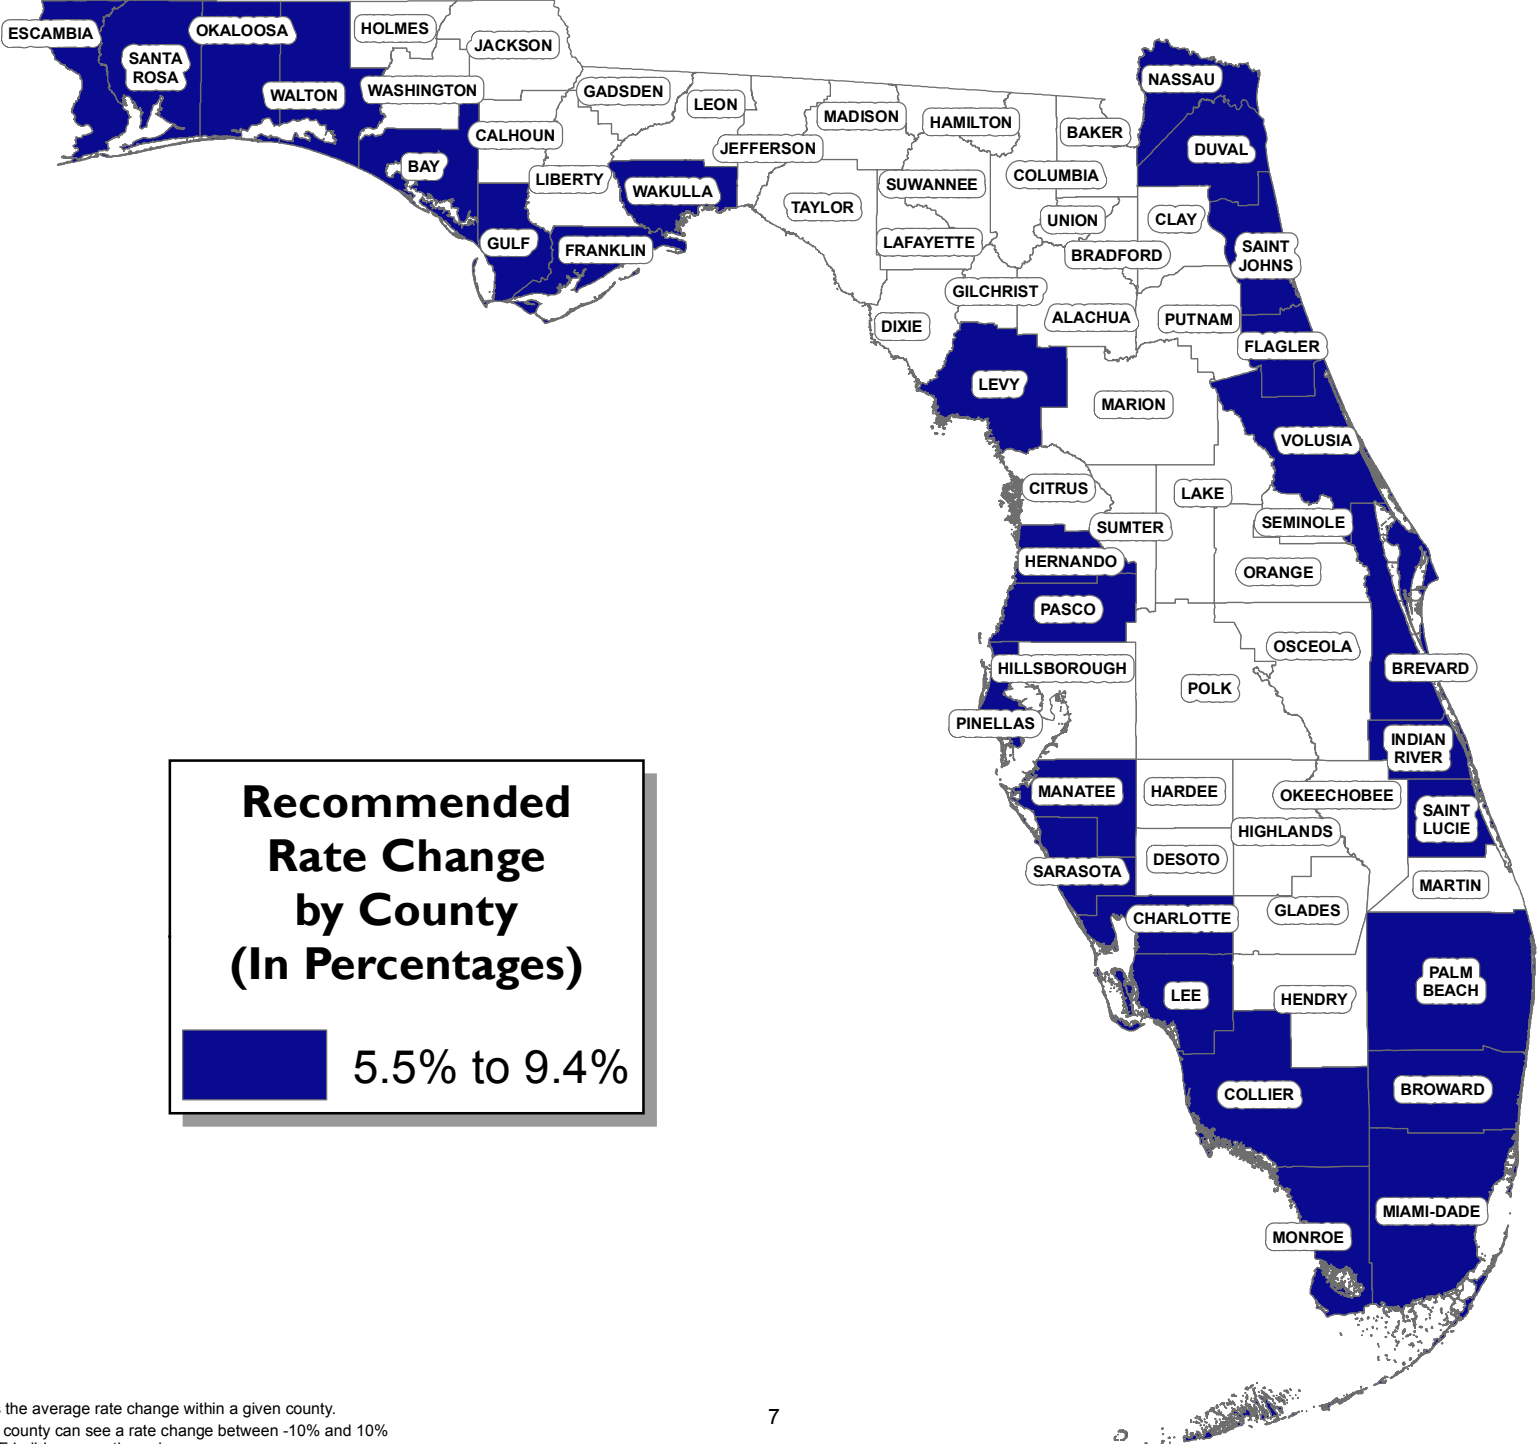 ESCAMBIA
SANTA
ROSA
OKALOOSA
WALTON
HOLMES
JACKSON
WASHINGTON
BAY
CALHOUN
GADSDEN
LEON
LIBERTY
GULF
FRANKLIN
WAKULLA
JEFFERSON
MADISON
TAYLOR
HAMILTON
SUWANNEE
LAFAYETTE
DIXIE
COLUMBIA
BAKER
UNION
BRADFORD
GILCHRIST
ALACHUA
NASSAU
DUVAL
CLAY
SAINT
JOHNS
PUTNAM
FLAGLER
LEVY
MARION
VOLUSIA
CITRUS
SUMTER
LAKE
SEMINOLE
HERNANDO
ORANGE
PASCO
HILLSBOROUGH
PINELLAS
POLK
OSCEOLA
BREVARD
INDIAN
RIVER
MANATEE
HARDEE
OKEECHOBEE
SAINT
LUCIE
HIGHLANDS
SARASOTA
DESOTO
MARTIN
CHARLOTTE
GLADES
LEE
HENDRY
PALM
BEACH
COLLIER
BROWARD
MONROE
MIAMI-DADE
Recommended
Rate Change
by County
(In Percentages)
5.5% to 9.4%
the average rate change within a given county.
county can see a rate change between -10% and 10%
7